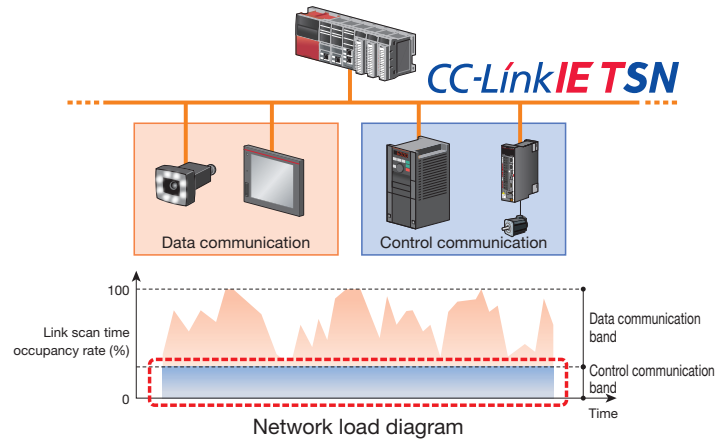 CC-Link IE TSN
Data communication
Control communication
100
Link scan time
occupancy rate (%)
0
Data communication
band
Control communication
band
Time
Network load diagram